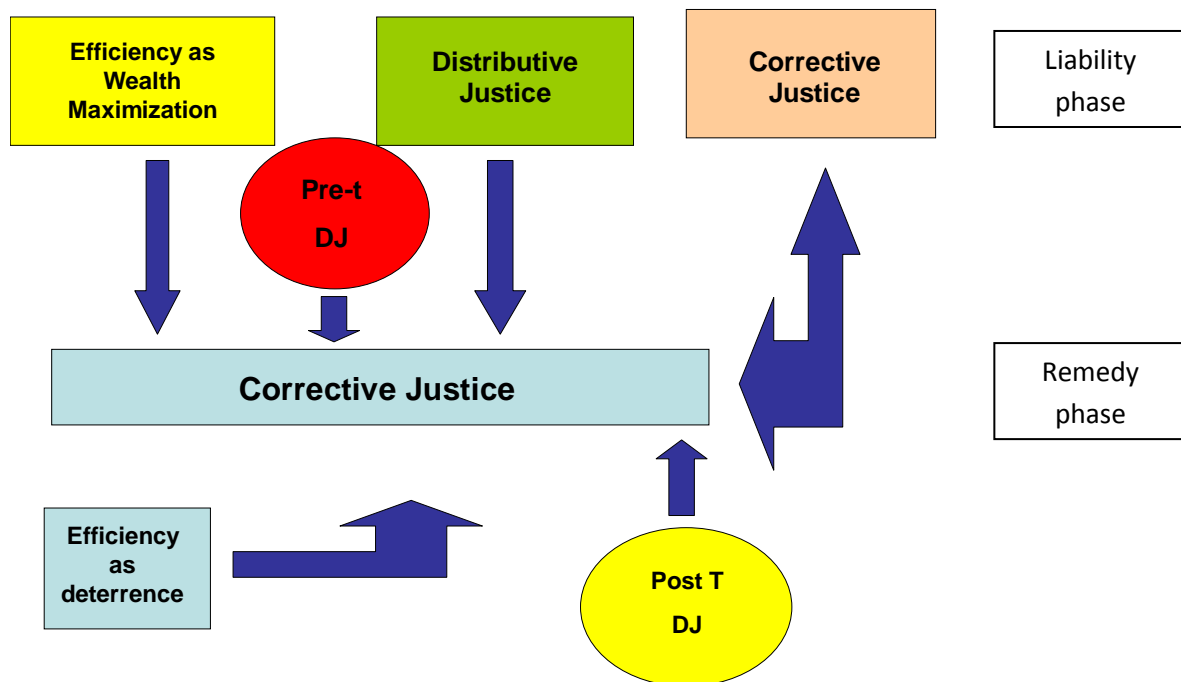 Efficiency as
Wealth
Maximization
Distributive
Justice
Corrective
Justice
Liability
phase
Pre-t
DJ
Corrective Justice
Remedy
phase
Efficiency
as
deterrence
Post T
DJ